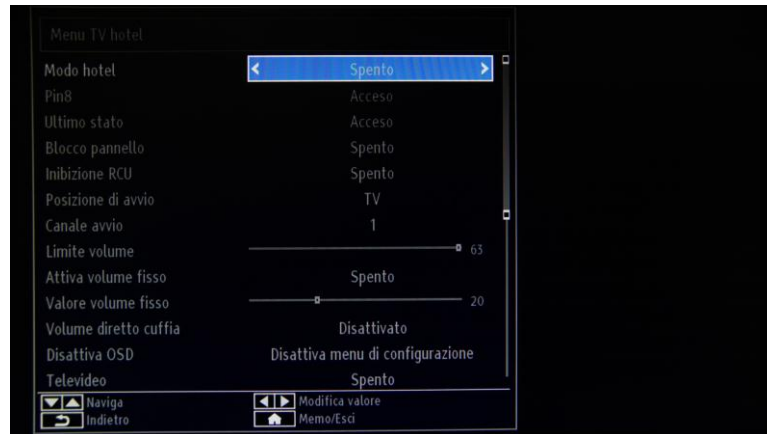 Menu TV hotel
Modo hotel Spento
Pin8 Acceso
Ultimo stato Acceso
Blocco pannello Spento
Inibizione RCU Spento
Posizione di avvio TV
Canale avvio 1
Limite volume 63
Attiva volume fisso Spento
Valore volume fisso 20
Volume diretto cuffia Disattivato
Disattiva OSD Disattiva menu di configurazione
Televideo Spento
Naviga Modifica valore
Indietro Memo/Esci